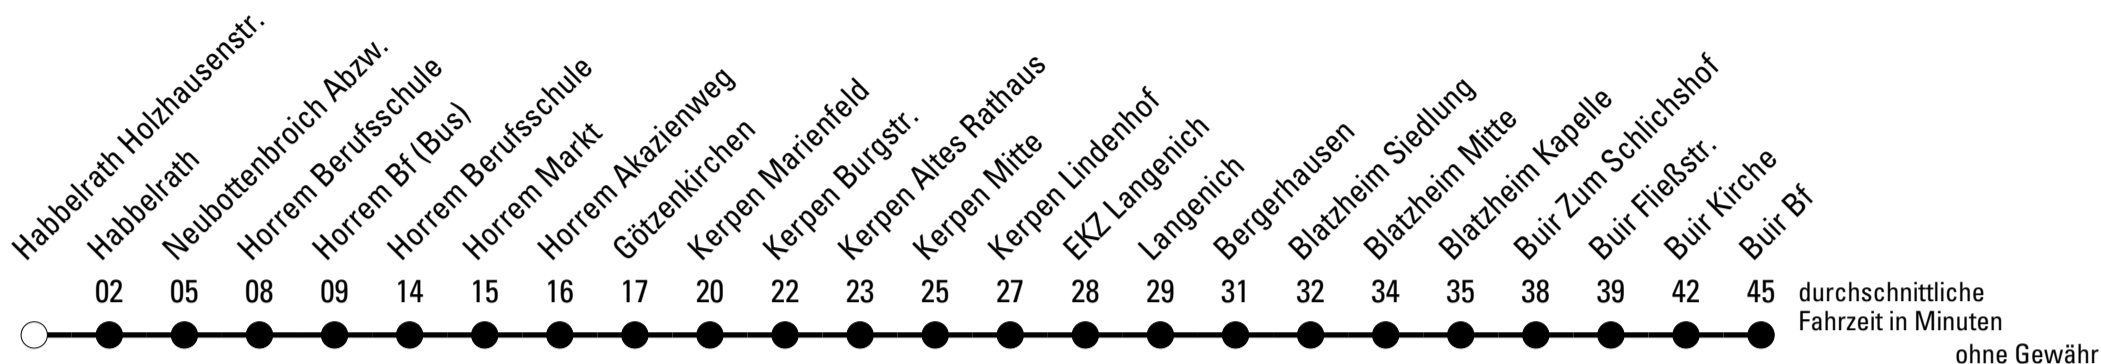 Habbelrath Holzhausenstr.
Habbelrath
Neubottenbroich Abzw.
Horrem Berufsschule
Horrem Bf (Bus)
Horrem Berufsschule
Horrem Markt
Horrem Akazienweg
Götzenkirchen
Kerpen Marienfeld
Kerpen Burgstr.
Kerpen Altes Rathaus
Kerpen Mitte
Kerpen Lindenhof
EKZ Langenich
Langenich
Bergerhausen
Blatzheim Siedlung
Blatzheim Mitte
Blatzheim Kapelle
Buir Zum Schlichshof
Buir Fließstr.
Buir Kirche
Buir Bf
02 05 08 09 14 15 16 17 20 22 23 25 27 28 29 31 32 34 35 38 39 42 45 durchschnittliche
Fahrzeit in Minuten
ohne Gewähr